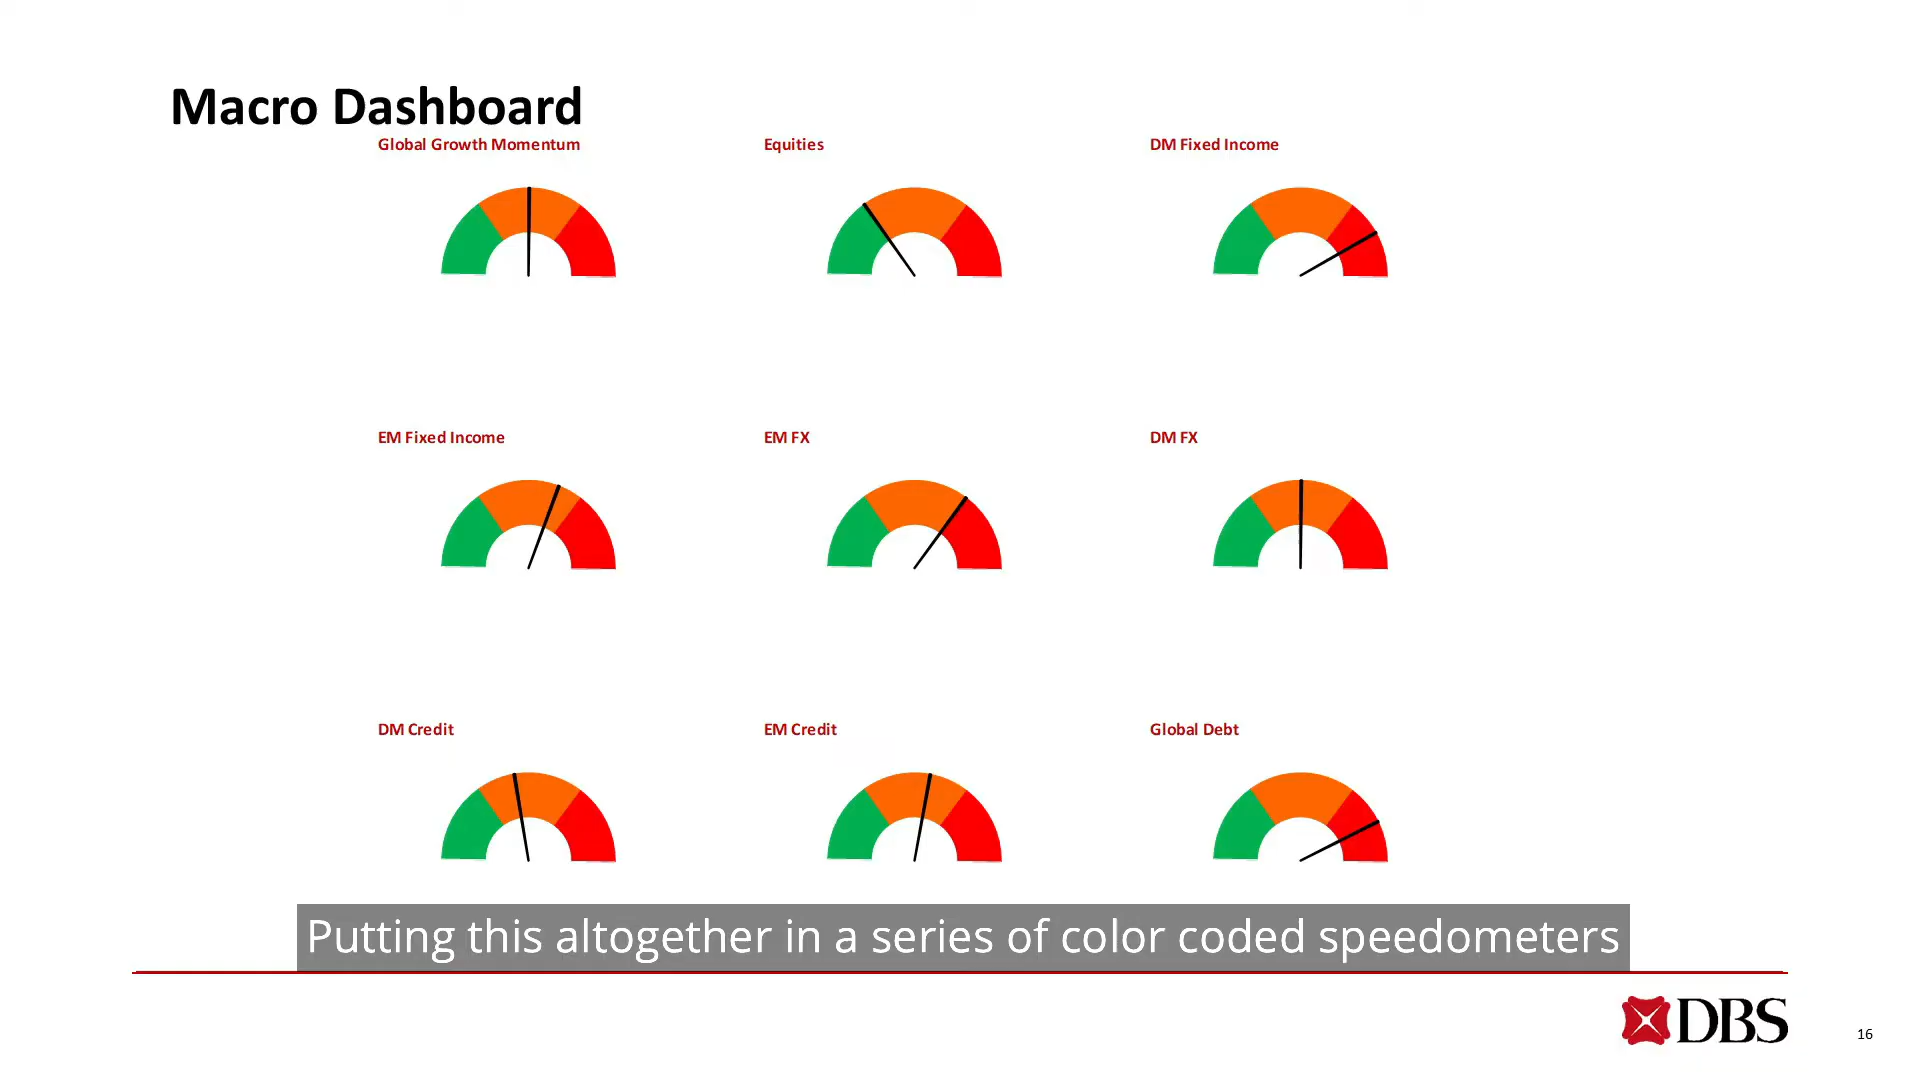 Macro Dashboard
Global Growth Momentum
Equities
DM Fixed Income
EM Fixed Income
EM FX
DM FX
DM Credit
EM Credit
Global Debt
Putting this altogether in a series of color coded speedometers
DBS
16